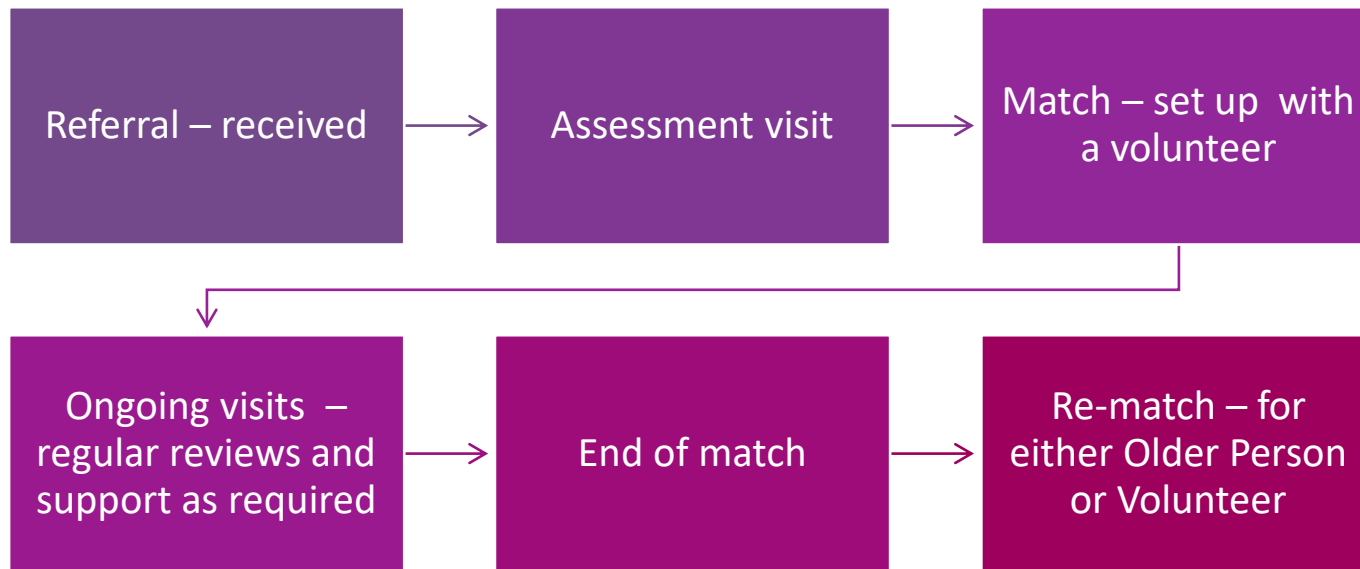 Referral – received
Assessment visit
Match – set up  with
a volunteer
Ongoing visits  –
regular reviews and
support as required
End of match
Re-match – for
either Older Person
or Volunteer